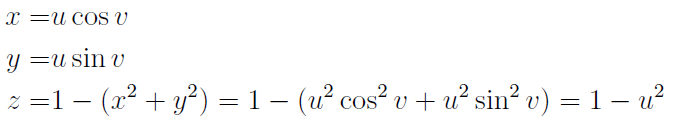 x = u cos v
y = u sin v
z = 1 − (x² + y²) = 1 − (u² cos² v + u² sin² v) = 1 − u²